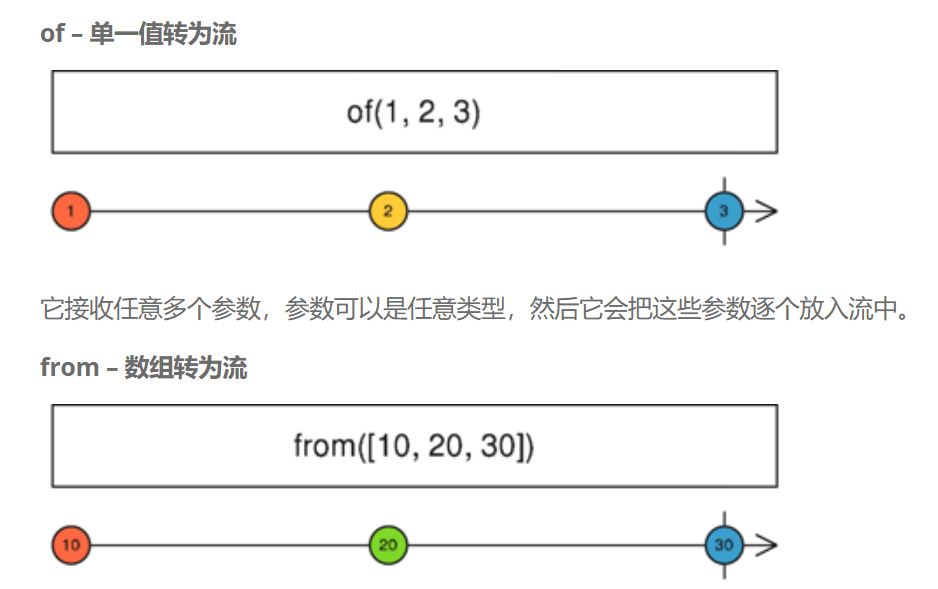 of – 单一值转为流
of(1, 2, 3)
1 2 3
它接收任意多个参数，参数可以是任意类型，然后它会把这些参数逐个放入流中。
from – 数组转为流
from([10, 20, 30])
10 20 30